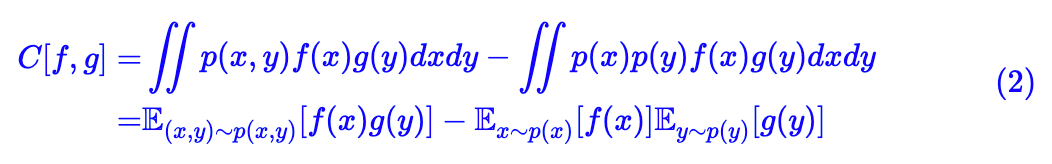 C[f, g] = ∬ p(x, y)f(x)g(y)dxdy − ∬ p(x)p(y)f(x)g(y)dxdy
=𝔼_{(x,y)∼p(x,y)}[f(x)g(y)] − 𝔼_{x∼p(x)}[f(x)]𝔼_{y∼p(y)}[g(y)]
(2)